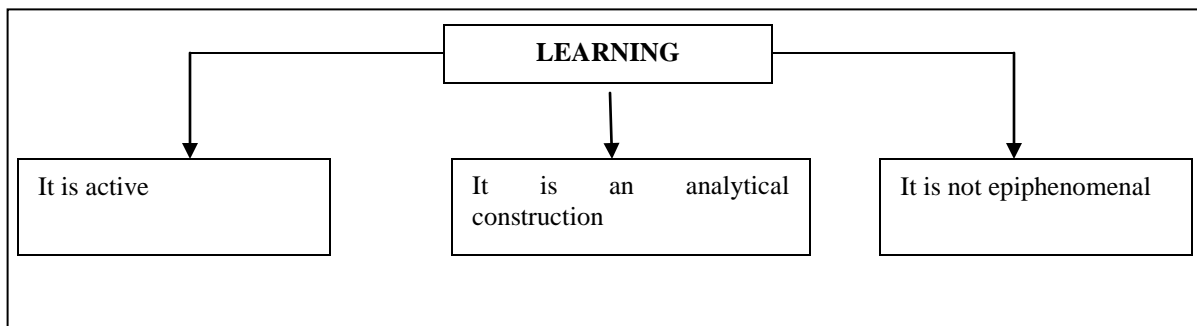 LEARNING
It is active
It is an analytical
construction
It is not epiphenomenal